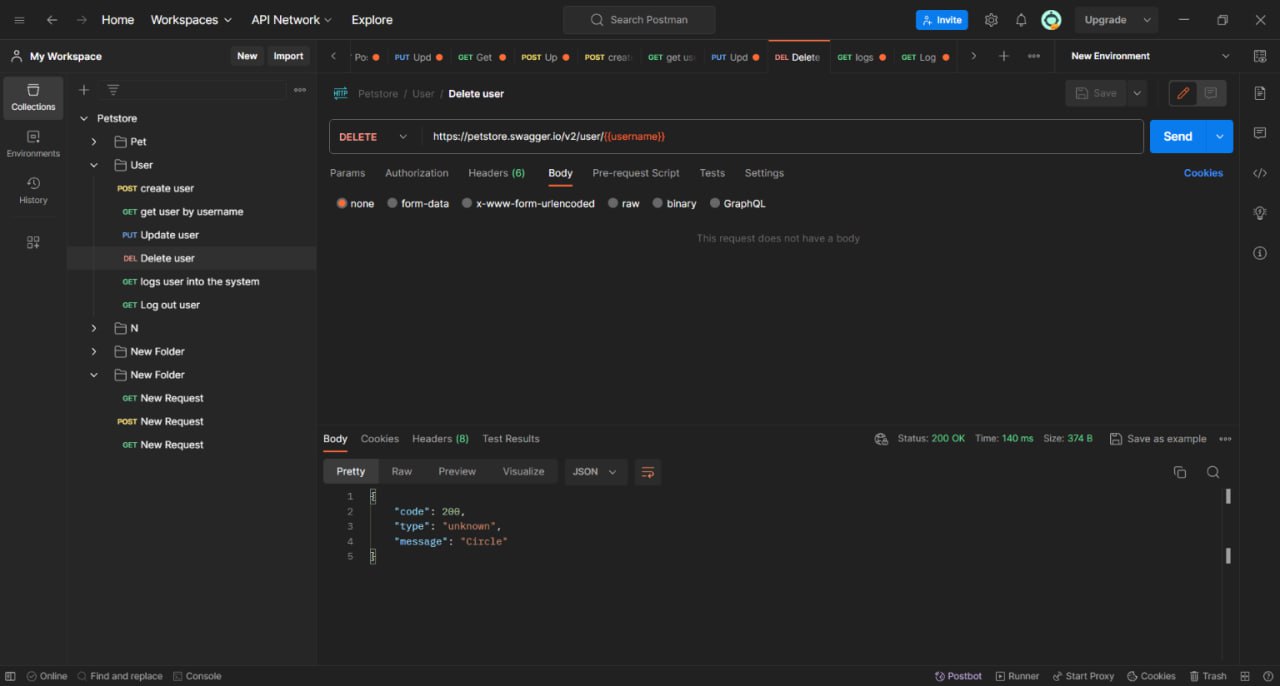 Home Workspaces API Network Explore Search Postman Invite Upgrade
My Workspace New Import
Upd GET Get POST Up POST create GET get us PUT Upd DEL Delete GET logs GET Log New Environment
Collections
Environments
History
Petstore
Pet
User
POST create user
GET get user by username
PUT Update user
DEL Delete user
GET logs user into the system
GET Log out user
N
New Folder
New Folder
GET New Request
POST New Request
GET New Request
HTTP Petstore / User / Delete user Save
DELETE https://petstore.swagger.io/v2/user/{{username}} Send
Params Authorization Headers (6) Body Pre-request Script Tests Settings Cookies
none form-data x-www-form-urlencoded raw binary GraphQL
This request does not have a body
Body Cookies Headers (8) Test Results Status: 200 OK Time: 140 ms Size: 374 B Save as example
Pretty Raw Preview Visualize JSON
1 {
2 "code": 200,
3 "type": "unknown",
4 "message": "Circle"
5 }
Online Find and replace Console Postbot Runner Start Proxy Cookies Trash